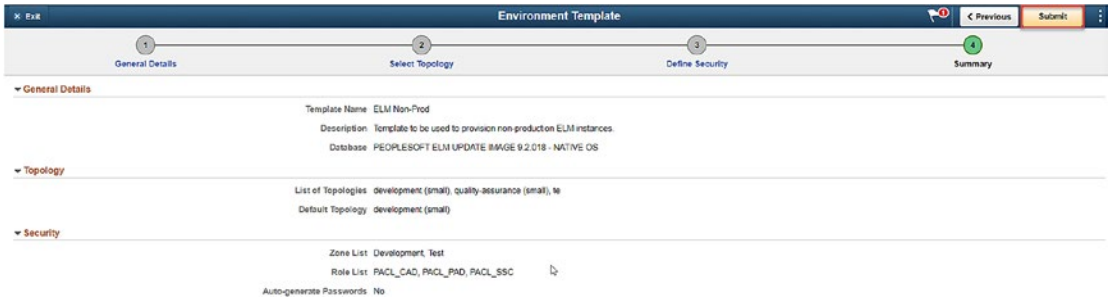 × Exit Environment Template 1 < Previous Submit
1 2 3 4
General Details Select Topology Define Security Summary
General Details
Template Name ELM Non-Prod
Description Template to be used to provision non-production ELM instances.
Database PEOPLESOFT ELM UPDATE IMAGE 9.2.018 - NATIVE OS
Topology
List of Topologies development (small), quality-assurance (small), te
Default Topology development (small)
Security
Zone List Development, Test
Role List PACL_CAD, PACL_PAD, PACL_SSC
Auto-generate Passwords No